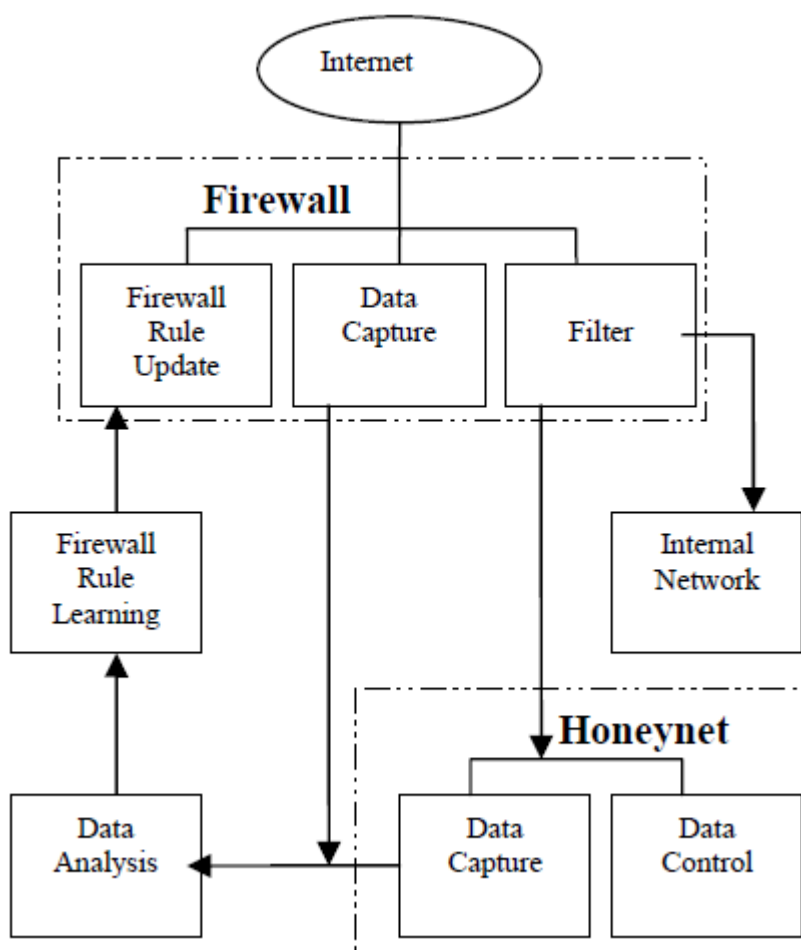 Internet
Firewall
Firewall
Rule
Update
Data
Capture
Filter
Firewall
Rule
Learning
Internal
Network
Honeynet
Data
Analysis
Data
Capture
Data
Control